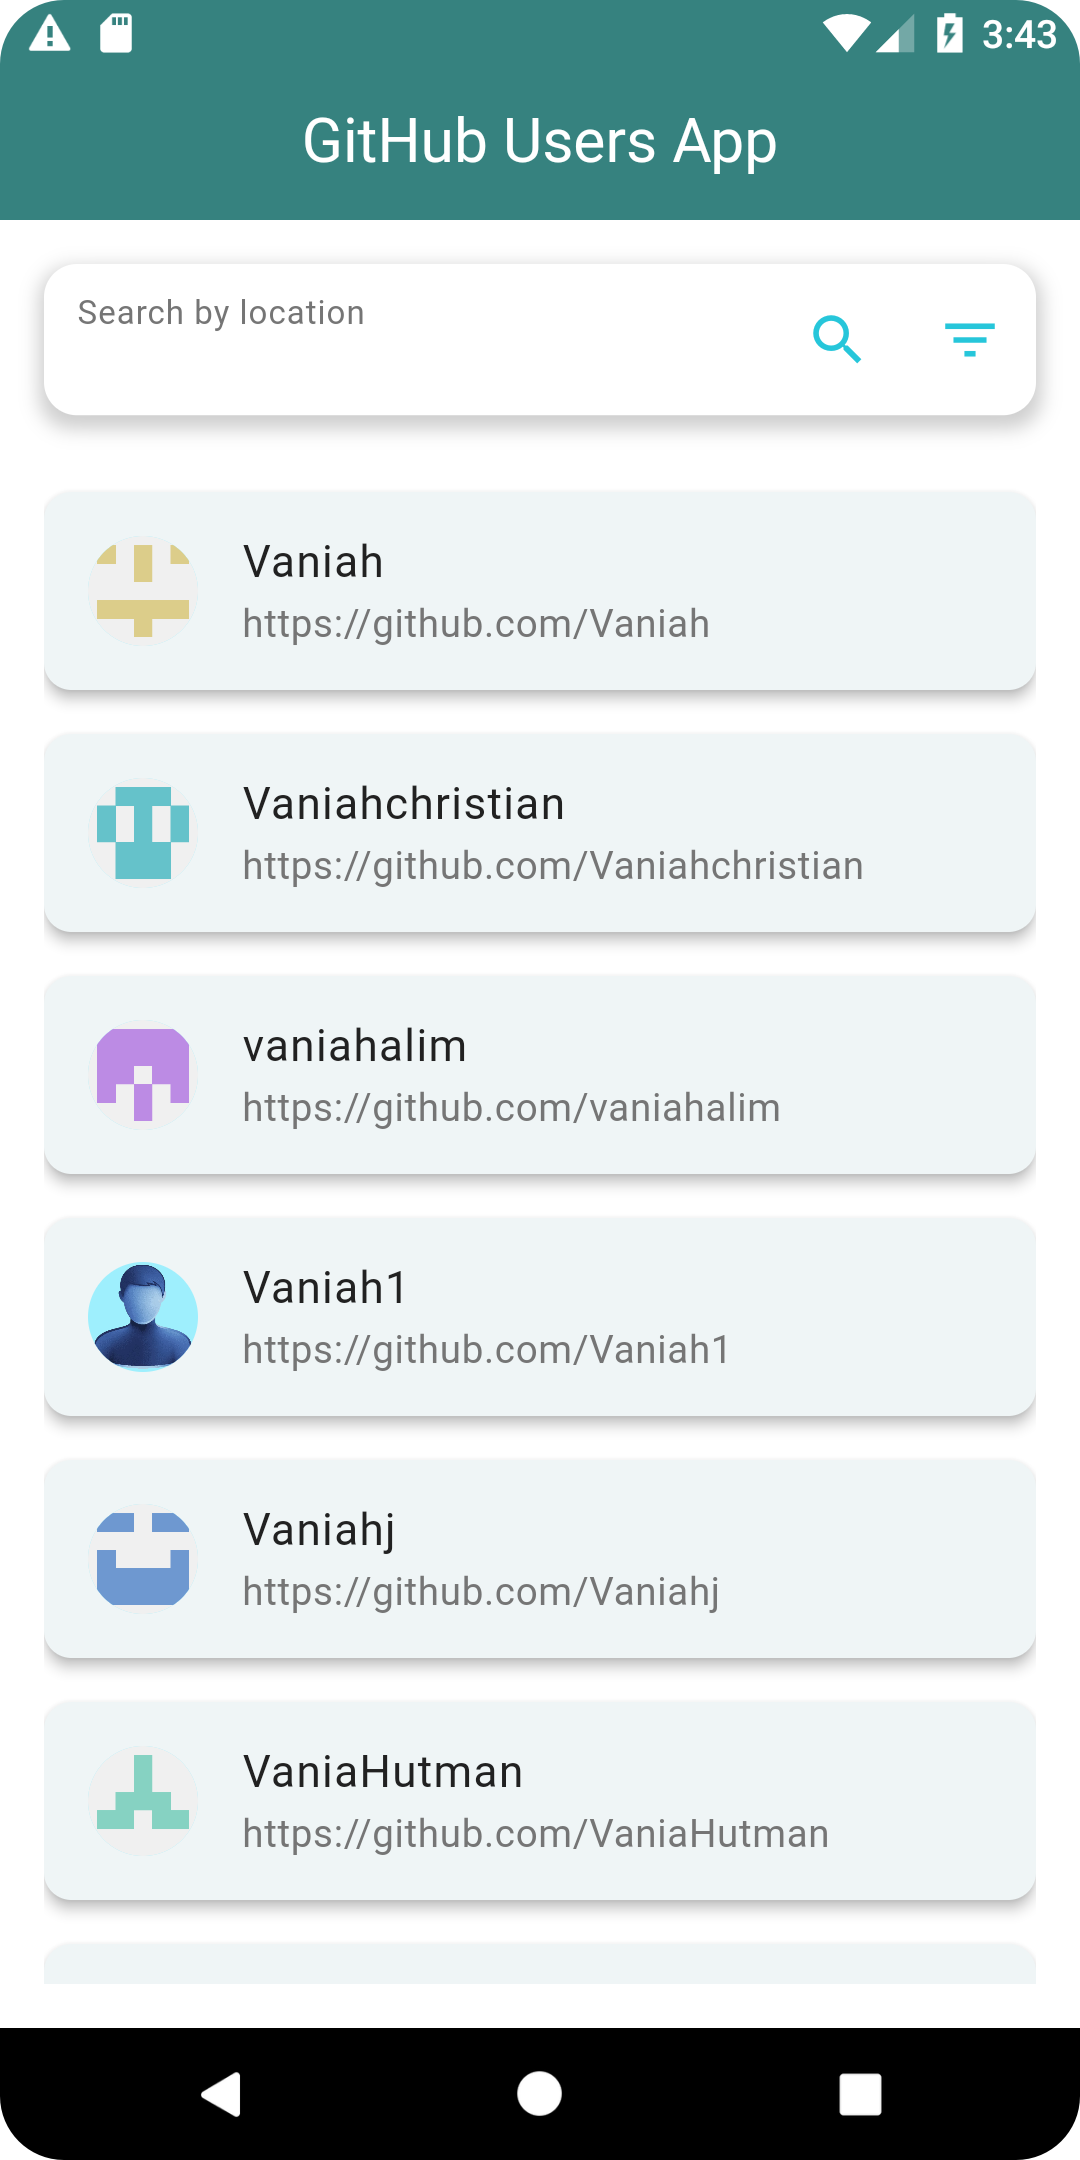 3:43
GitHub Users App
Search by location
Vaniah
https://github.com/Vaniah
Vaniahchristian
https://github.com/Vaniahchristian
vaniahalim
https://github.com/vaniahalim
Vaniah1
https://github.com/Vaniah1
Vaniahj
https://github.com/Vaniahj
VaniaHutman
https://github.com/VaniaHutman